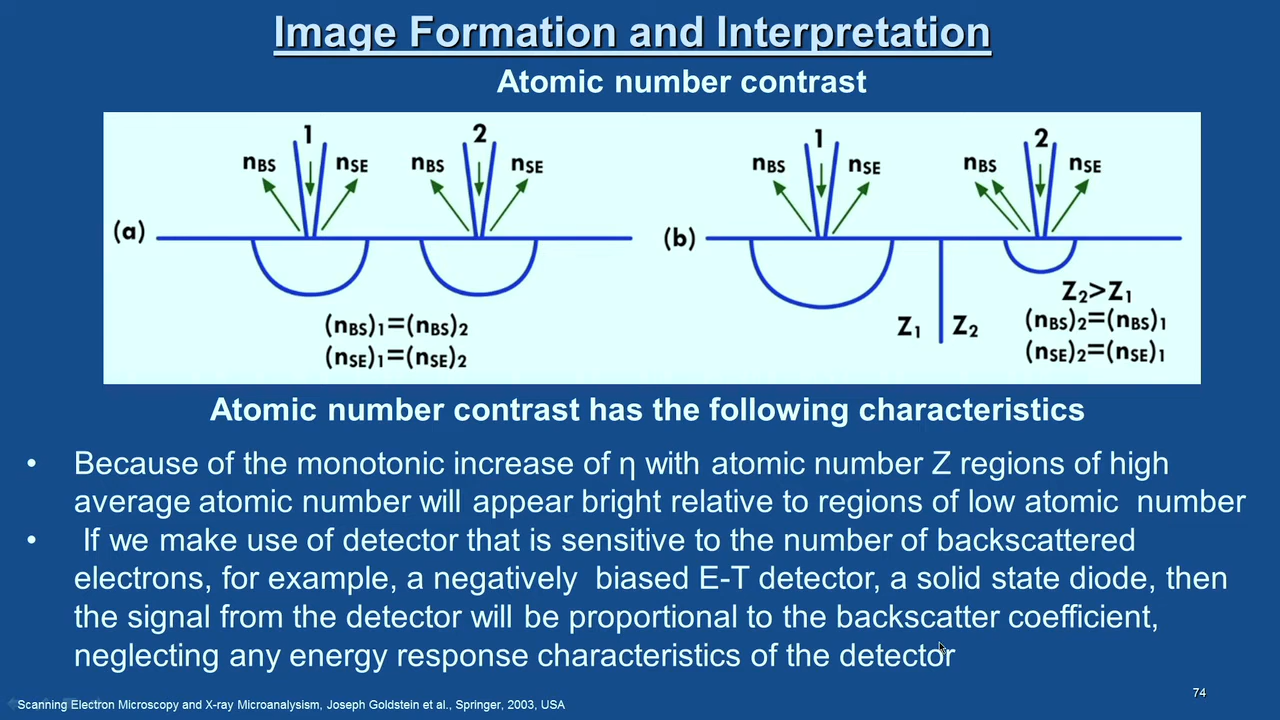 Image Formation and Interpretation
Atomic number contrast
1 2 1 2
nBS nSE nBS nSE nBS nSE nBS nSE
(a) (b)
Z2>Z1
(nBS)1=(nBS)2 Z1 Z2 (nBS)2=(nBS)1
(nSE)1=(nSE)2 (nSE)2=(nSE)1
Atomic number contrast has the following characteristics
• Because of the monotonic increase of η with atomic number Z regions of high
average atomic number will appear bright relative to regions of low atomic number
• If we make use of detector that is sensitive to the number of backscattered
electrons, for example, a negatively biased E-T detector, a solid state diode, then
the signal from the detector will be proportional to the backscatter coefficient,
neglecting any energy response characteristics of the detector
74
Scanning Electron Microscopy and X-ray Microanalysism, Joseph Goldstein et al., Springer, 2003, USA